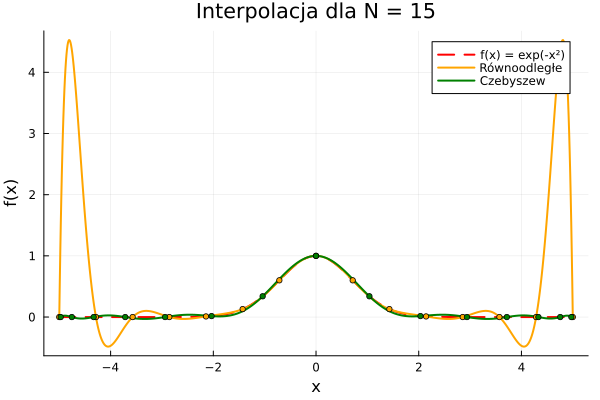 Interpolacja dla N = 15
f(x)
4
3
2
1
0
−4
−2
0
2
4
x
f(x) = exp(-x²)
Równoodległe
Czebyszew